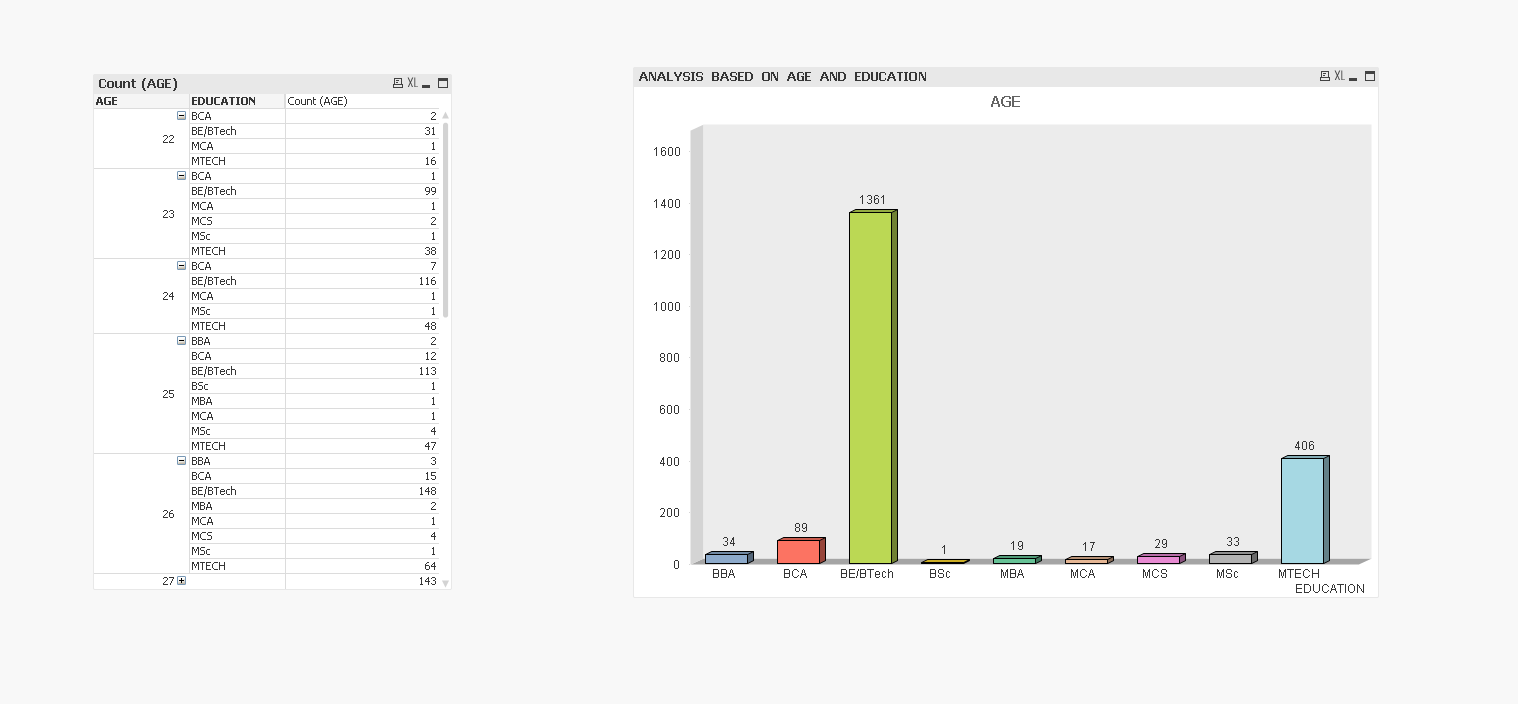 Count (AGE) XL
AGE EDUCATION Count (AGE)
22 BCA 2
BE/BTech 31
MCA 1
MTECH 16
23 BCA 1
BE/BTech 99
MCA 1
MCS 2
MSc 1
MTECH 38
24 BCA 7
BE/BTech 116
MCA 1
MSc 1
MTECH 48
25 BBA 2
BCA 12
BE/BTech 113
BSc 1
MBA 1
MCA 1
MSc 4
MTECH 47
26 BBA 3
BCA 15
BE/BTech 148
MBA 2
MCA 1
MCS 4
MSc 1
MTECH 64
27 143
ANALYSIS BASED ON AGE AND EDUCATION XL
AGE
1600
1400
1200
1000
800
600
400
200
0
34 89 1361 1 19 17 29 33 406
BBA BCA BE/BTech BSc MBA MCA MCS MSc MTECH
EDUCATION